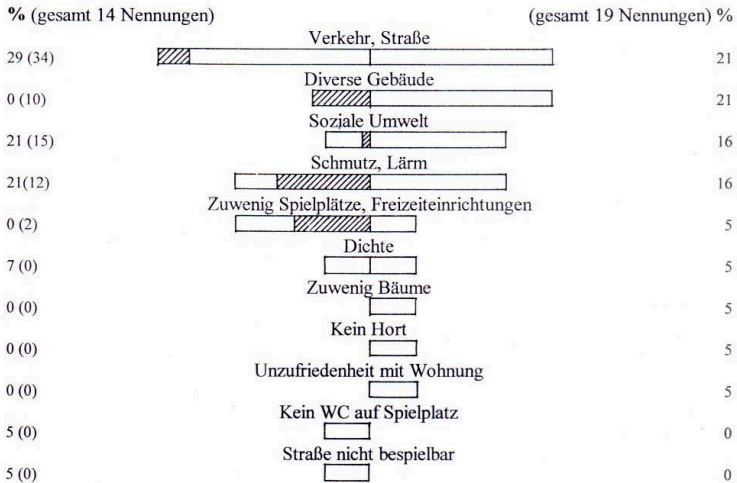 % (gesamt 14 Nennungen) (gesamt 19 Nennungen) %
Verkehr, Straße
29 (34) 21
Diverse Gebäude
0 (10) 21
Soziale Umwelt
21 (15) 16
Schmutz, Lärm
21(12) 16
Zuwenig Spielplätze, Freizeiteinrichtungen
0 (2) 5
Dichte
7 (0) 5
Zuwenig Bäume
0 (0) 5
Kein Hort
0 (0) 5
Unzufriedenheit mit Wohnung
0 (0) 5
Kein WC auf Spielplatz
5 (0) 0
Straße nicht bespielbar
5 (0) 0